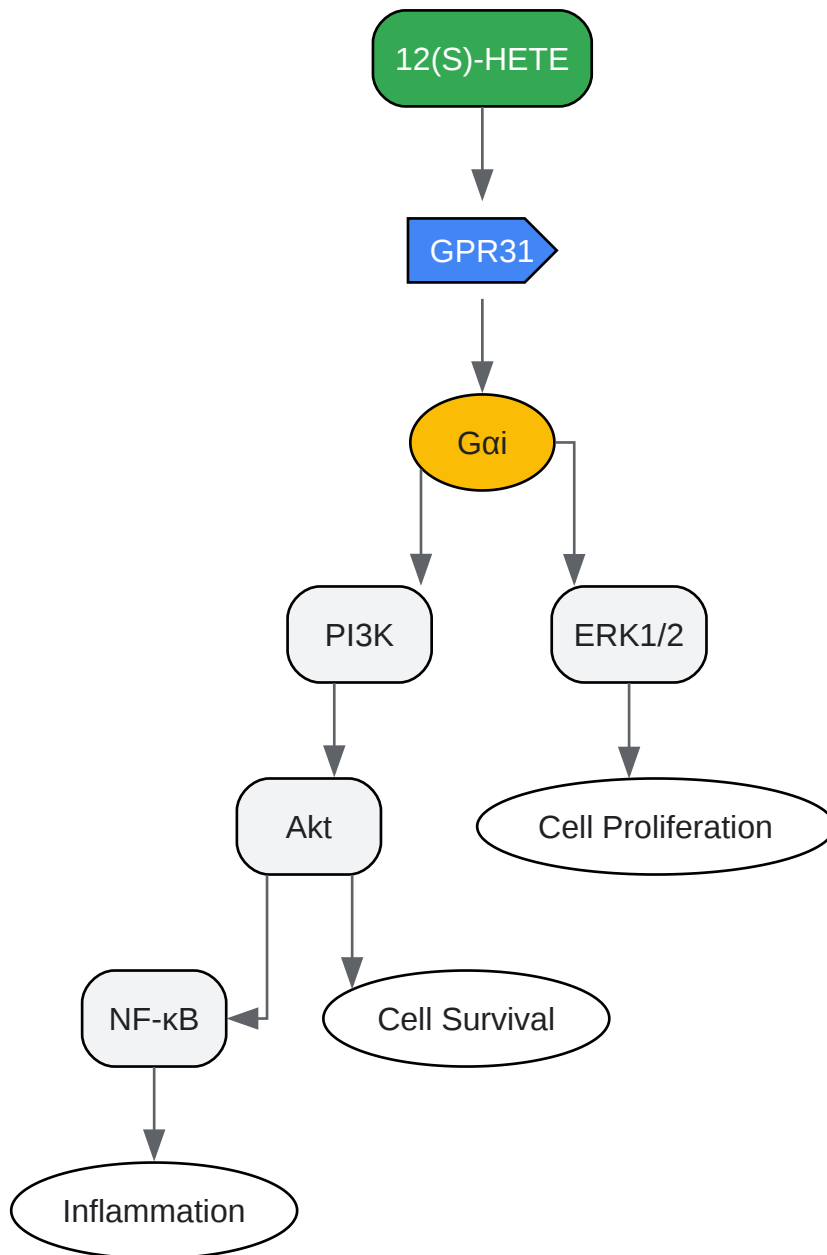 12(S)-HETE
GPR31
Gαi
PI3K
ERK1/2
Akt
Cell Proliferation
NF-κB
Cell Survival
Inflammation